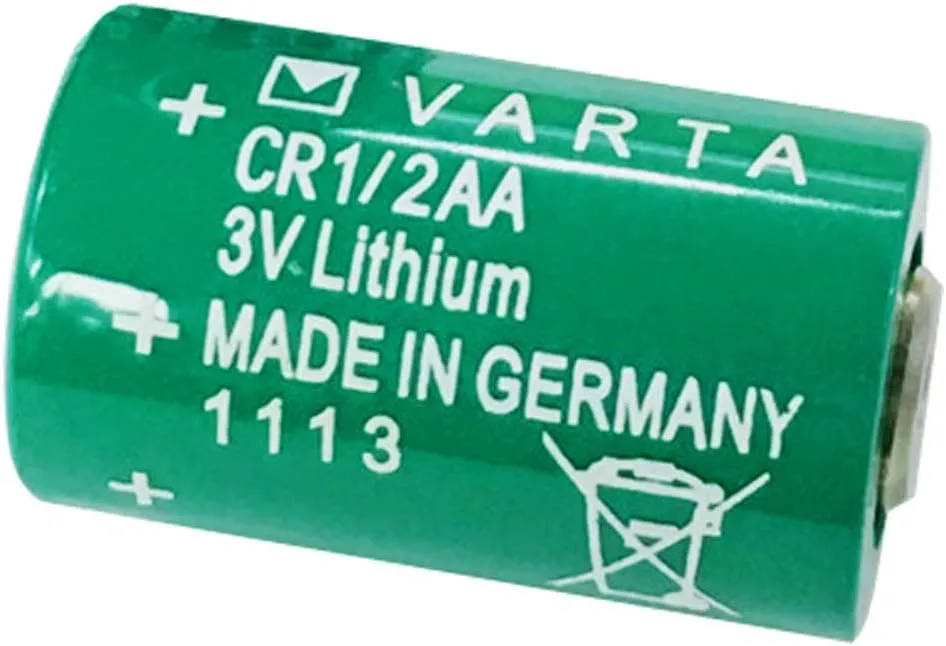 VARTA
CR1/2AA
3V Lithium
MADE IN GERMANY
1113
+
+
+